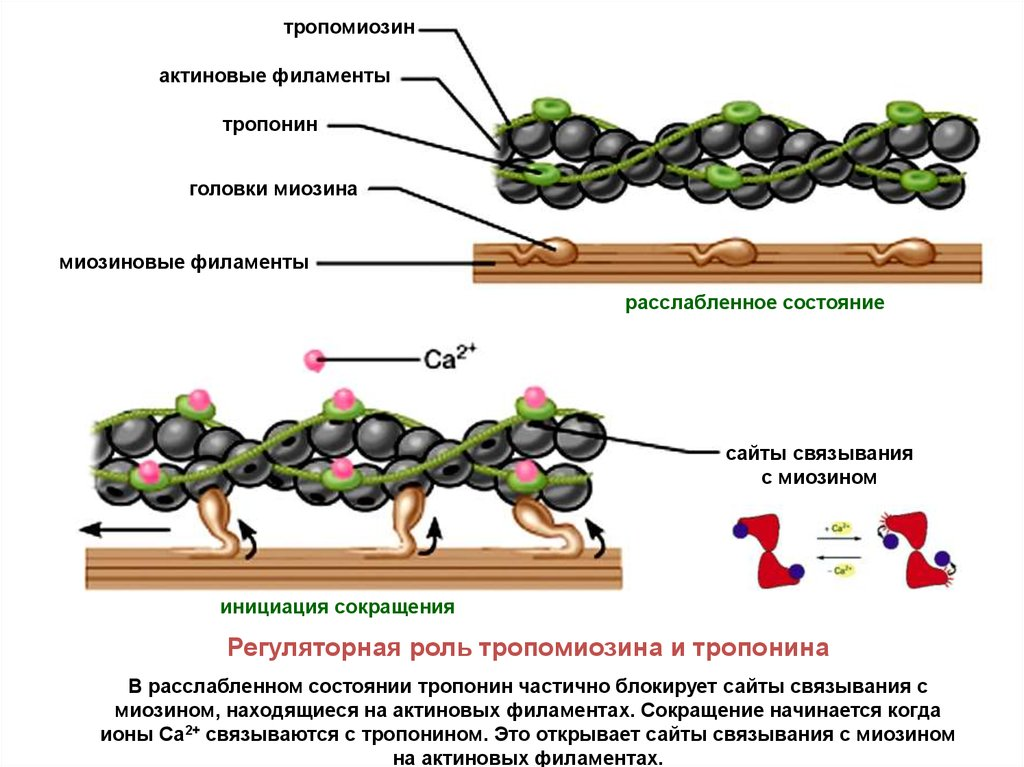 тропомиозин
актиновые филаменты
тропонин
головки миозина
миозиновые филаменты
расслабленное состояние
Ca²⁺
сайты связывания
с миозином
+ Ca²⁺
- Ca²⁺
инициация сокращения
Регуляторная роль тропомиозина и тропонина
В расслабленном состоянии тропонин частично блокирует сайты связывания с
миозином, находящиеся на актиновых филаментах. Сокращение начинается когда
ионы Ca²⁺ связываются с тропонином. Это открывает сайты связывания с миозином
на актиновых филаментах.